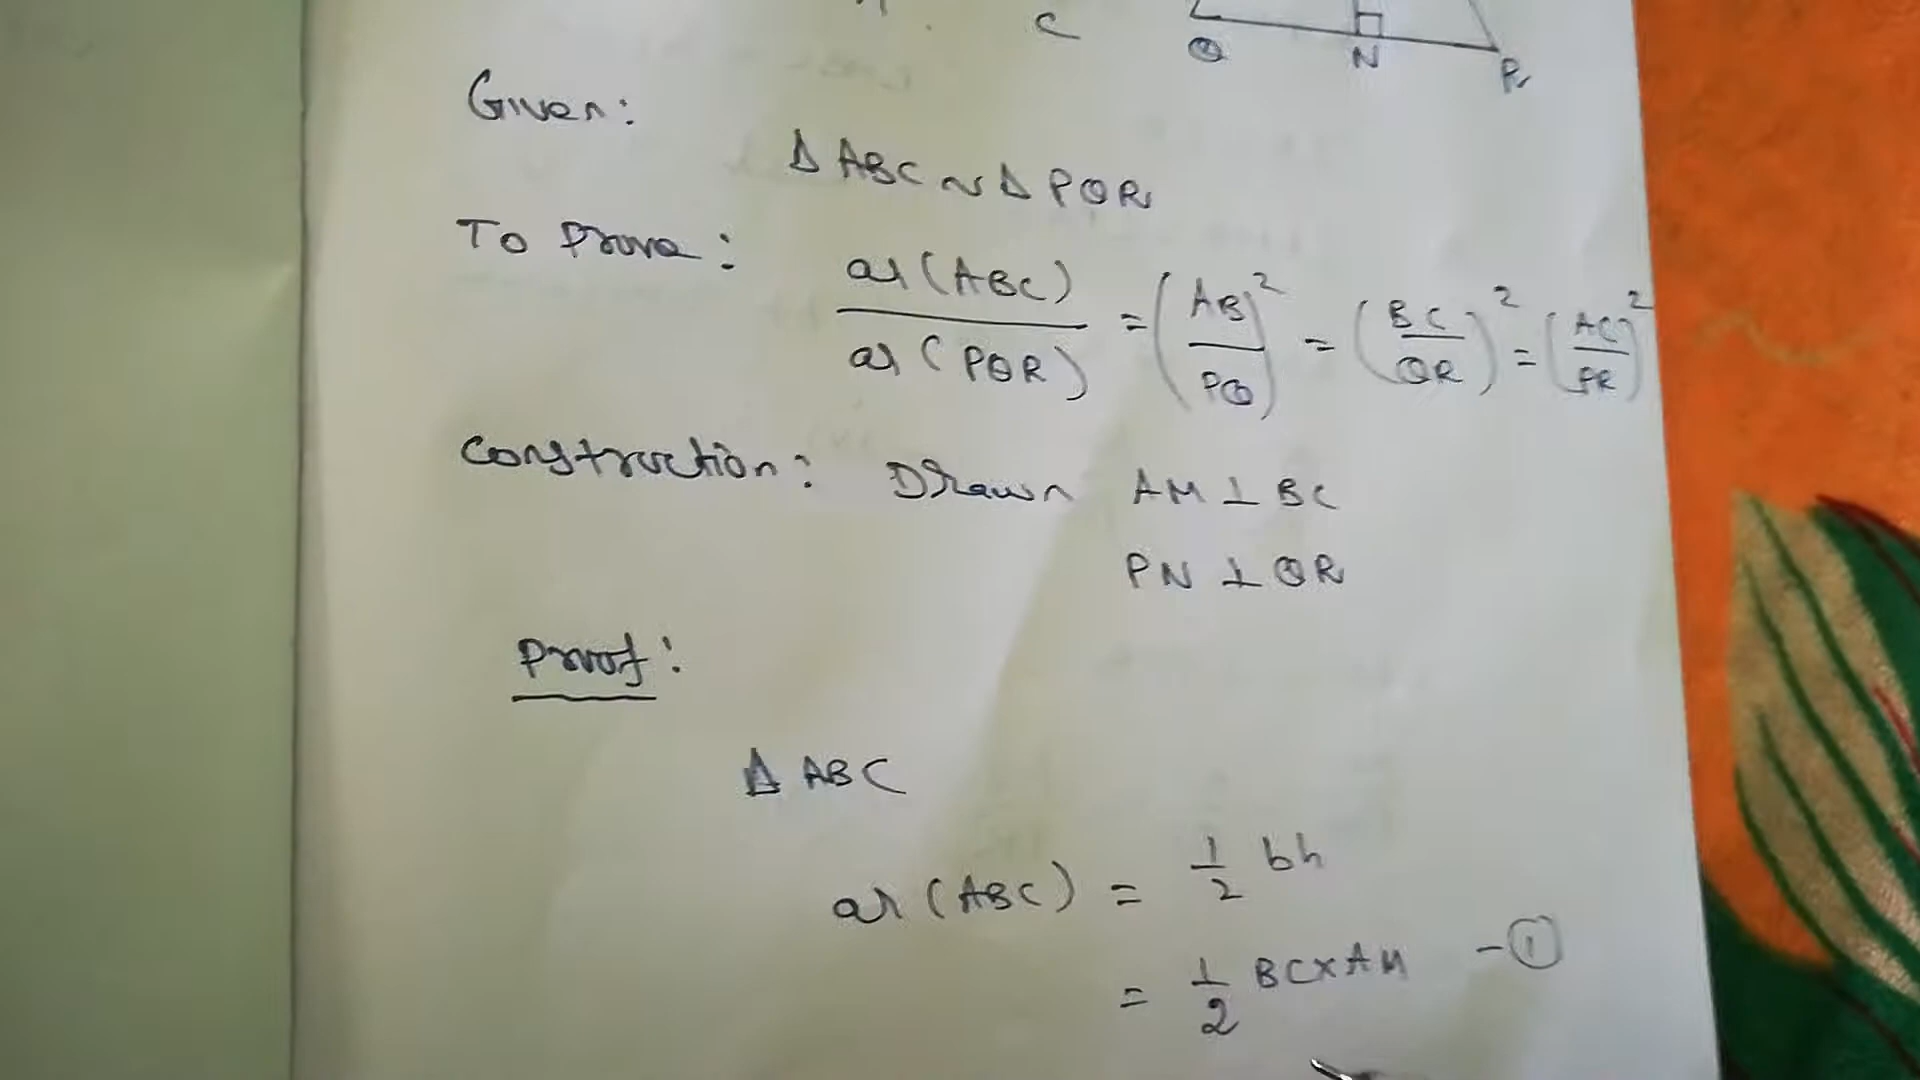 C Q N R
Given:
Δ ABC ~ Δ PQR
To Prove: ar(ABC)/ar(PQR) = (AB/PQ)² = (BC/QR)² = (AC/PR)²
Construction: Drawn AM ⊥ BC
PN ⊥ QR
Proof:
Δ ABC
ar(ABC) = 1/2 bh
= 1/2 BC×AM - ①